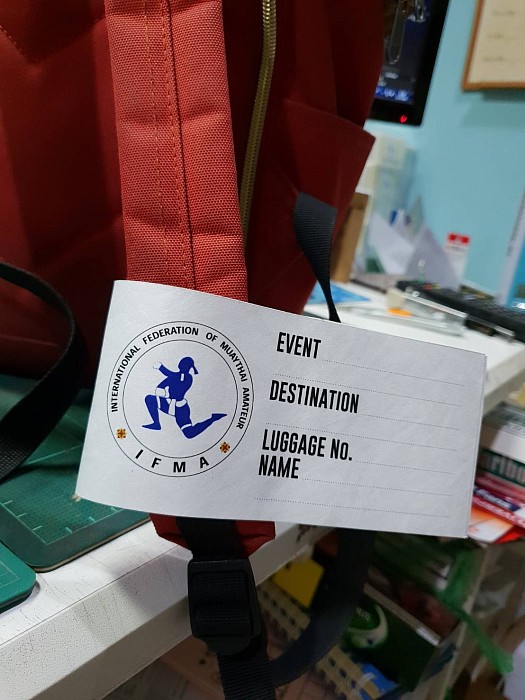 INTERNATIONAL FEDERATION OF MUAYTHAI AMATEUR
IFMA
EVENT
DESTINATION
LUGGAGE No.
NAME